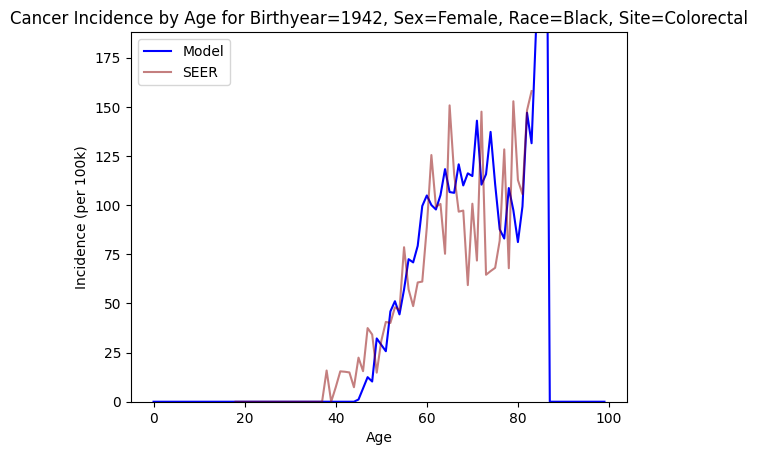 Cancer Incidence by Age for Birthyear=1942, Sex=Female, Race=Black, Site=Colorectal
Model
SEER
Incidence (per 100k)
175
150
125
100
75
50
25
0
0 20 40 60 80 100
Age